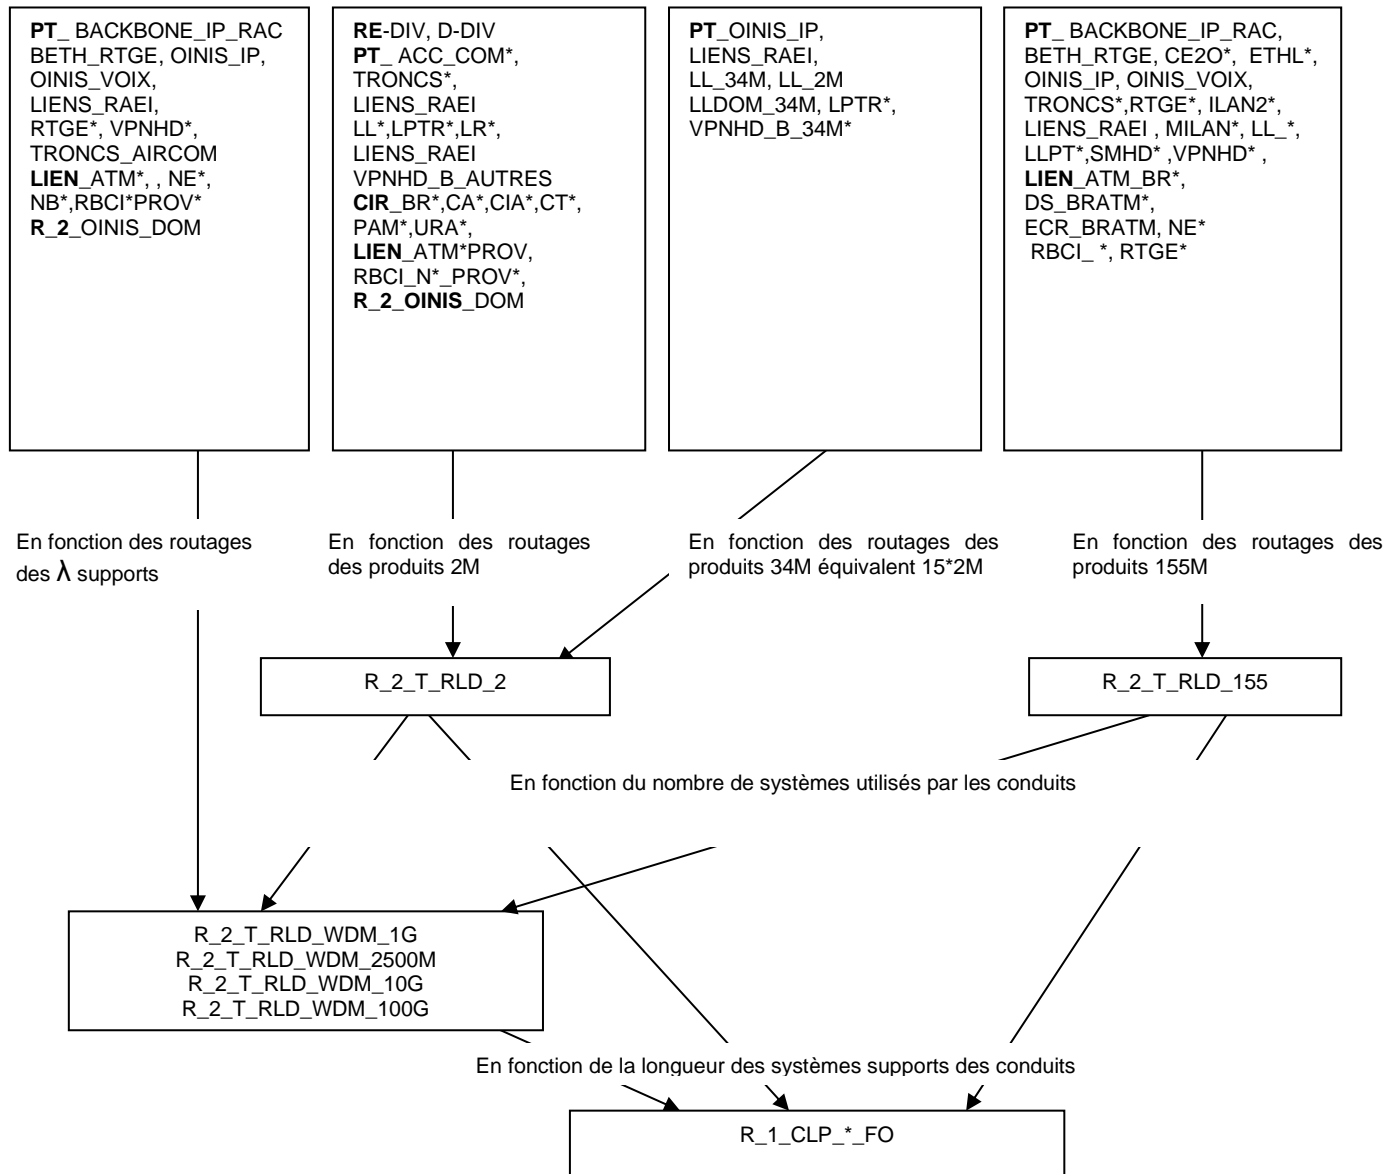 PT_ BACKBONE_IP_RAC
BETH_RTGE, OINIS_IP,
OINIS_VOIX,
LIENS_RAEI,
RTGE*, VPNHD*,
TRONCS_AIRCOM
LIEN_ATM*, , NE*,
NB*,RBCI*PROV*
R_2_OINIS_DOM
RE-DIV, D-DIV
PT_ ACC_COM*,
TRONCS*,
LIENS_RAEI
LL*,LPTR*,LR*,
LIENS_RAEI
VPNHD_B_AUTRES
CIR_BR*,CA*,CIA*,CT*,
PAM*,URA*,
LIEN_ATM*PROV,
RBCI_N*_PROV*,
R_2_OINIS_DOM
PT_OINIS_IP,
LIENS_RAEI,
LL_34M, LL_2M
LLDOM_34M, LPTR*,
VPNHD_B_34M*
PT_ BACKBONE_IP_RAC,
BETH_RTGE, CE2O*, ETHL*,
OINIS_IP, OINIS_VOIX,
TRONCS*,RTGE*, ILAN2*,
LIENS_RAEI , MILAN*, LL_*,
LLPT*,SMHD* ,VPNHD* ,
LIEN_ATM_BR*,
DS_BRATM*,
ECR_BRATM, NE*
RBCI_ *, RTGE*
En fonction des routages
des λ supports
En fonction des routages
des produits 2M
En fonction des routages des
produits 34M équivalent 15*2M
En fonction des routages des
produits 155M
R_2_T_RLD_2
R_2_T_RLD_155
En fonction du nombre de systèmes utilisés par les conduits
R_2_T_RLD_WDM_1G
R_2_T_RLD_WDM_2500M
R_2_T_RLD_WDM_10G
R_2_T_RLD_WDM_100G
En fonction de la longueur des systèmes supports des conduits
R_1_CLP_*_FO